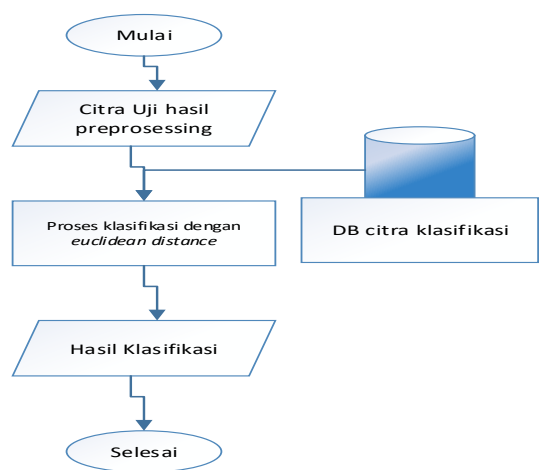 Mulai
Citra Uji hasil
preprosessing
Proses klasifikasi dengan
euclidean distance
DB citra klasifikasi
Hasil Klasifikasi
Selesai